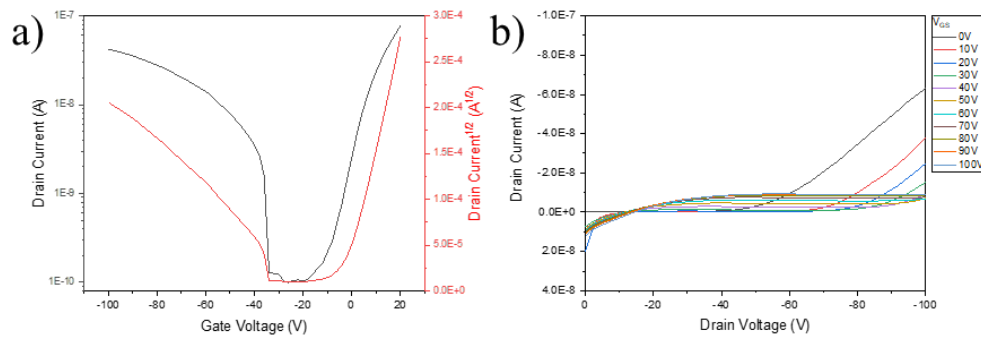 a)
1E-7
1E-8
1E-9
1E-10
Drain Current (A)
-100
-80
-60
-40
-20
0
20
Gate Voltage (V)
3.0E-4
2.5E-4
2.0E-4
1.5E-4
1.0E-4
5.0E-5
0.0E+0
Drain Current^1/2 (A^1/2)
b)
-1.0E-7
-8.0E-8
-6.0E-8
-4.0E-8
-2.0E-8
0.0E+0
2.0E-8
4.0E-8
Drain Current (A)
0
-20
-40
-60
-80
-100
Drain Voltage (V)
VGS
0V
10V
20V
30V
40V
50V
60V
70V
80V
90V
100V